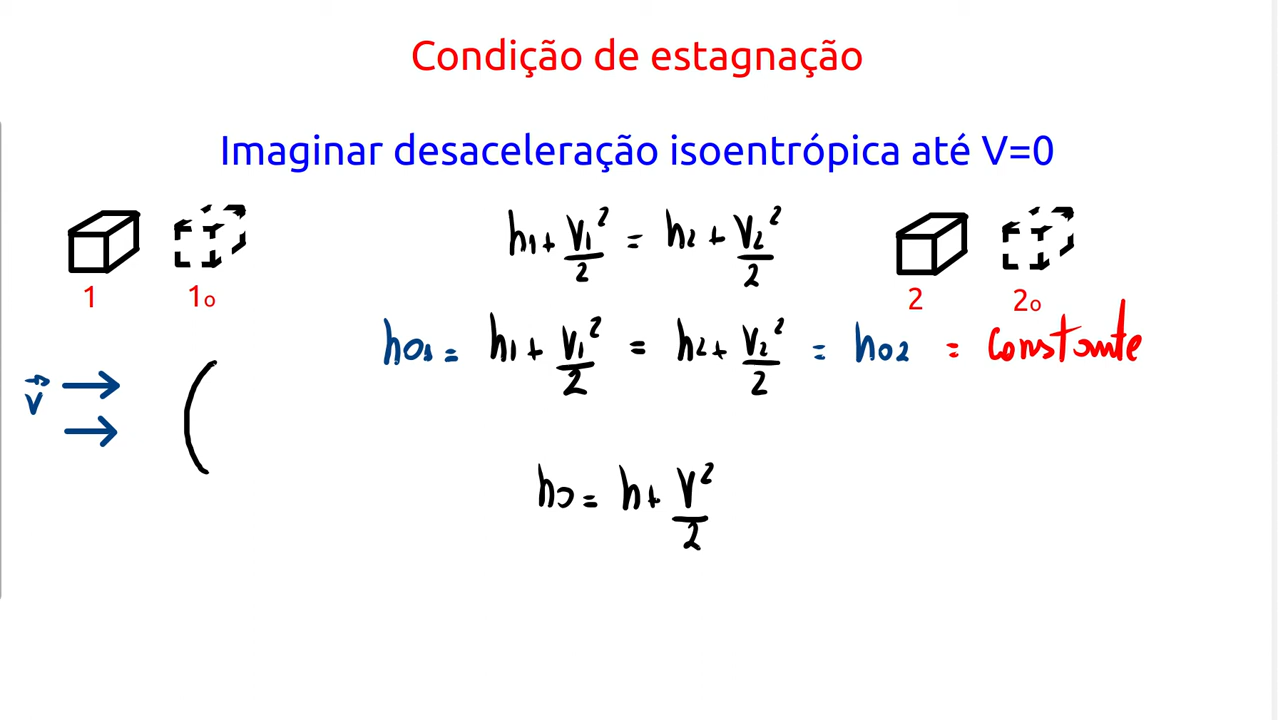 Condição de estagnação
Imaginar desaceleração isoentrópica até V=0
h1 + V1²/2 = h2 + V2²/2
1
1o
2
2o
h01 = h1 + V1²/2 = h2 + V2²/2 = h02 = constante
V⃗
h0 = h + V²/2